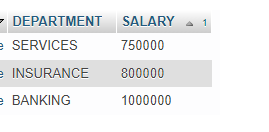 DEPARTMENT SALARY 1
e SERVICES 750000
e INSURANCE 800000
e BANKING 1000000